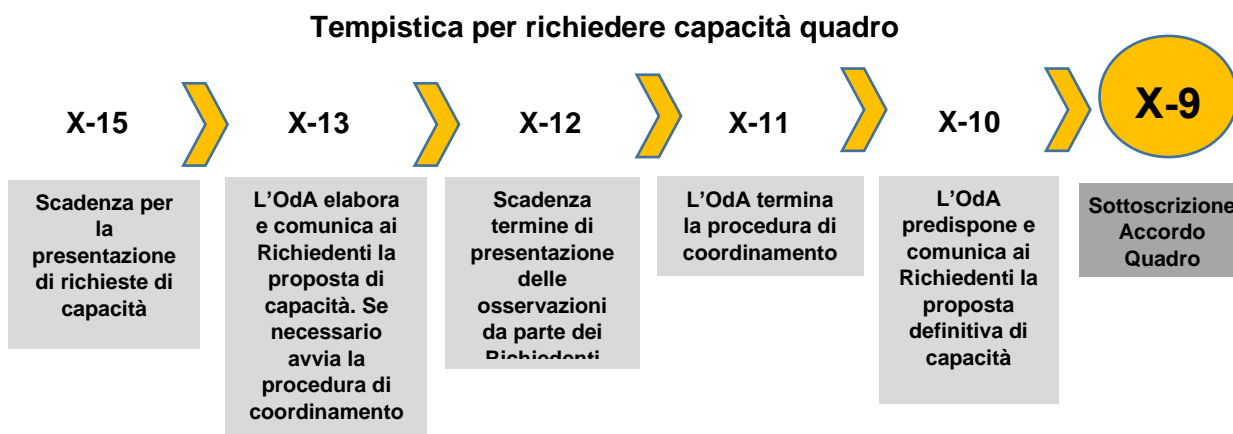 Tempistica per richiedere capacità quadro
X-15
X-13
X-12
X-11
X-10
X-9
Scadenza per
la
presentazione
di richieste di
capacità
L'OdA elabora
e comunica ai
Richiedenti la
proposta di
capacità. Se
necessario
avvia la
procedura di
coordinamento
Scadenza
termine di
presentazione
delle
osservazioni
da parte dei
Richiedenti
L'OdA termina
la procedura di
coordinamento
L'OdA
predispone e
comunica ai
Richiedenti la
proposta
definitiva di
capacità
Sottoscrizione
Accordo
Quadro